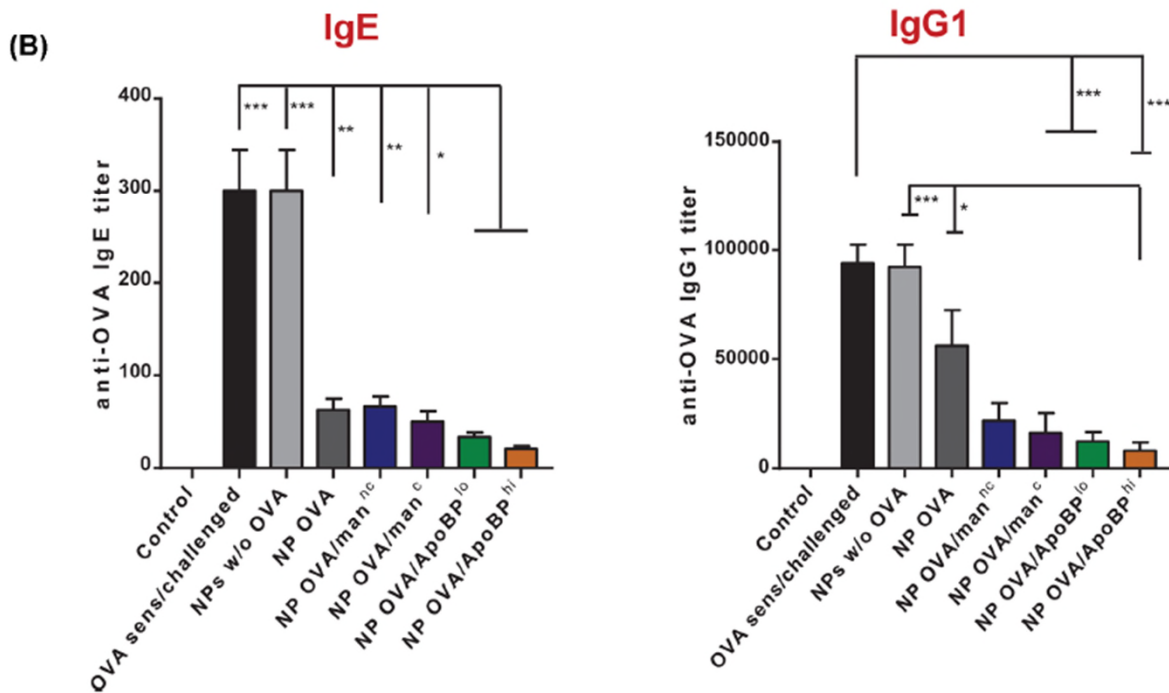 (B)
IgE
400
300
200
100
0
anti-OVA IgE titer
***
***
**
**
*
Control
OVA sens/challenged
NPs w/o OVA
NP OVA
NP OVA/man^nc
NP OVA/man^c
NP OVA/ApoBP^lo
NP OVA/ApoBP^hi
IgG1
150000
100000
50000
0
anti-OVA IgG1 titer
***
***
***
*
Control
OVA sens/challenged
NPs w/o OVA
NP OVA
NP OVA/man^nc
NP OVA/man^c
NP OVA/ApoBP^lo
NP OVA/ApoBP^hi